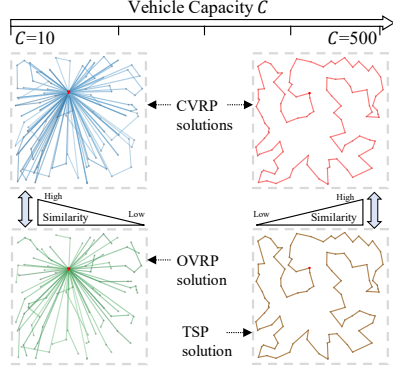 Vehicle Capacity C
C=10
C=500
CVRP
solutions
High
Similarity
Low
High
Similarity
Low
OVRP
solution
TSP
solution